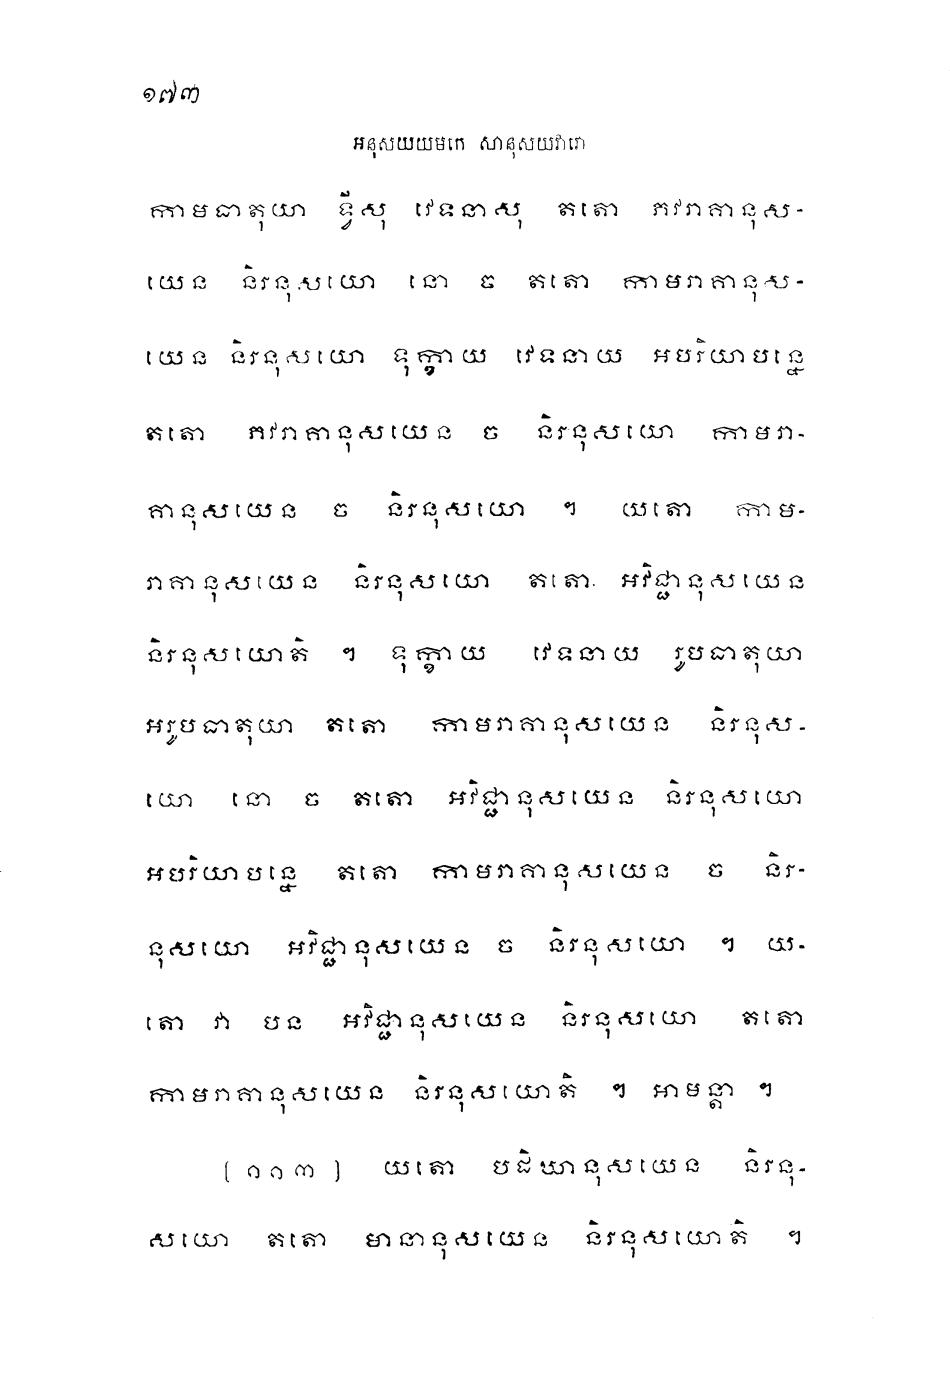 ១៧៣
អនុសយយមកេ សានុសយវារោ
កាមធាតុយា ទ្វីសុ វេទនាសុ តតោ ភវរាគានុស-
យេន និរនុសយោ នោ ច តតោ កាមរាគានុស-
យេន និរនុសយោ ទុក្ខាយ វេទនាយ អបរិយាបន្នេ
តតោ ភវរាគានុសយេន ច និរនុសយោ កាមរា-
គានុសយេន ច និរនុសយោ ។ យតោ កាម-
រាគានុសយេន និរនុសយោ តតោ អវិជ្ជានុសយេន
និរនុសយោតិ ។ ទុក្ខាយ វេទនាយ រូបធាតុយា
អរូបធាតុយា តតោ កាមរាគានុសយេន និរនុស-
យោ នោ ច តតោ អវិជ្ជានុសយេន និរនុសយោ
អបរិយាបន្នេ តតោ កាមរាគានុសយេន ច និរ-
នុសយោ អវិជ្ជានុសយេន ច និរនុសយោ ។ យ-
តោ វា បន អវិជ្ជានុសយេន និរនុសយោ តតោ
កាមរាគានុសយេន និរនុសយោតិ ។ អាមន្តា ។
[ ១១៣ ] យតោ បដិឃានុសយេន និរនុ-
សយោ តតោ មានានុសយេន និរនុសយោតិ ។